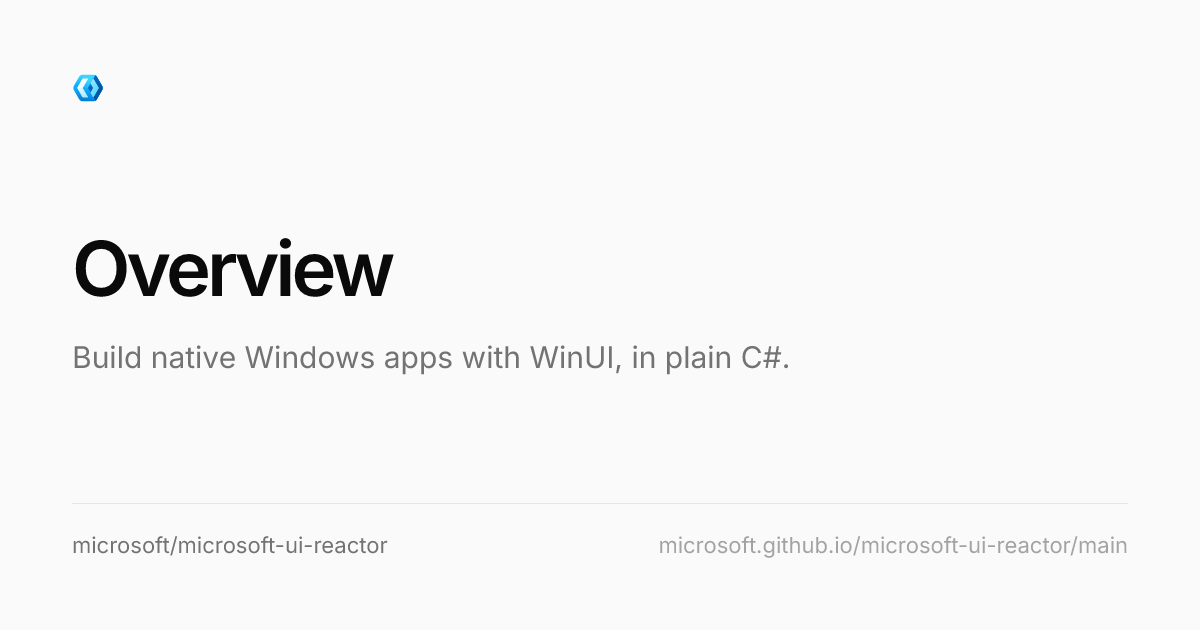 Overview
Build native Windows apps with WinUI, in plain C#.
microsoft/microsoft-ui-reactor
microsoft.github.io/microsoft-ui-reactor/main